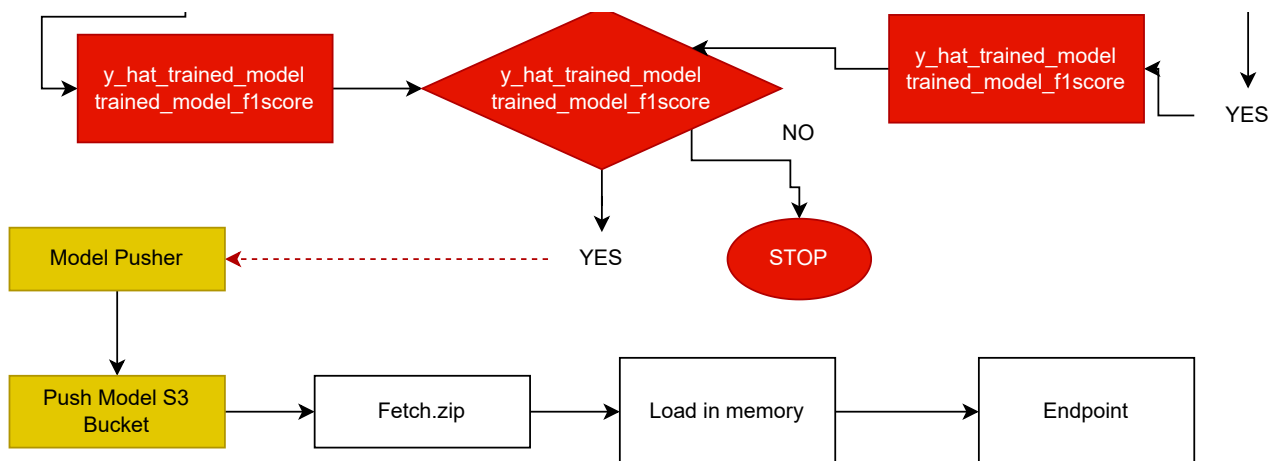 y_hat_trained_model
trained_model_f1score
y_hat_trained_model
trained_model_f1score
y_hat_trained_model
trained_model_f1score
YES
NO
YES
STOP
Model Pusher
Push Model S3
Bucket
Fetch.zip
Load in memory
Endpoint